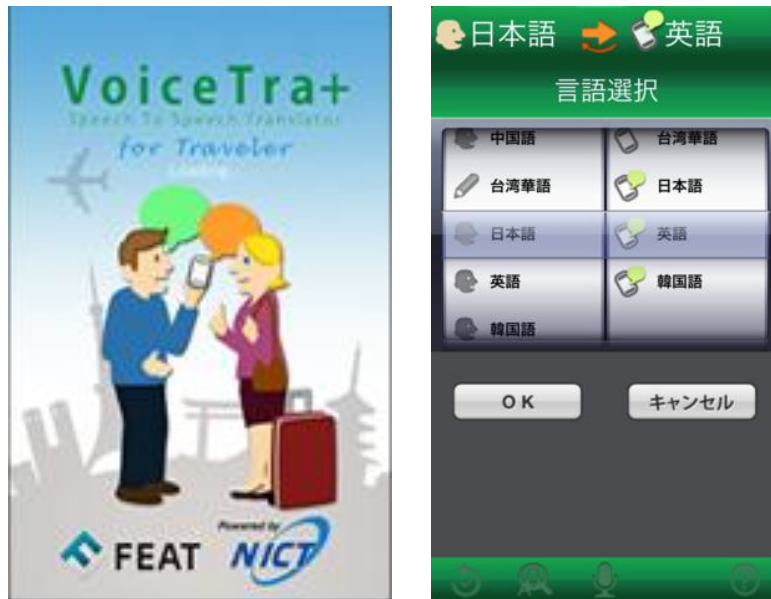 VoiceTra+
Speech To Speech Translator
for Traveler
FEAT
Powered by
NICT
日本語
英語
言語選択
中国語
台湾華語
台湾華語
日本語
日本語
英語
英語
韓国語
韓国語
OK
キャンセル